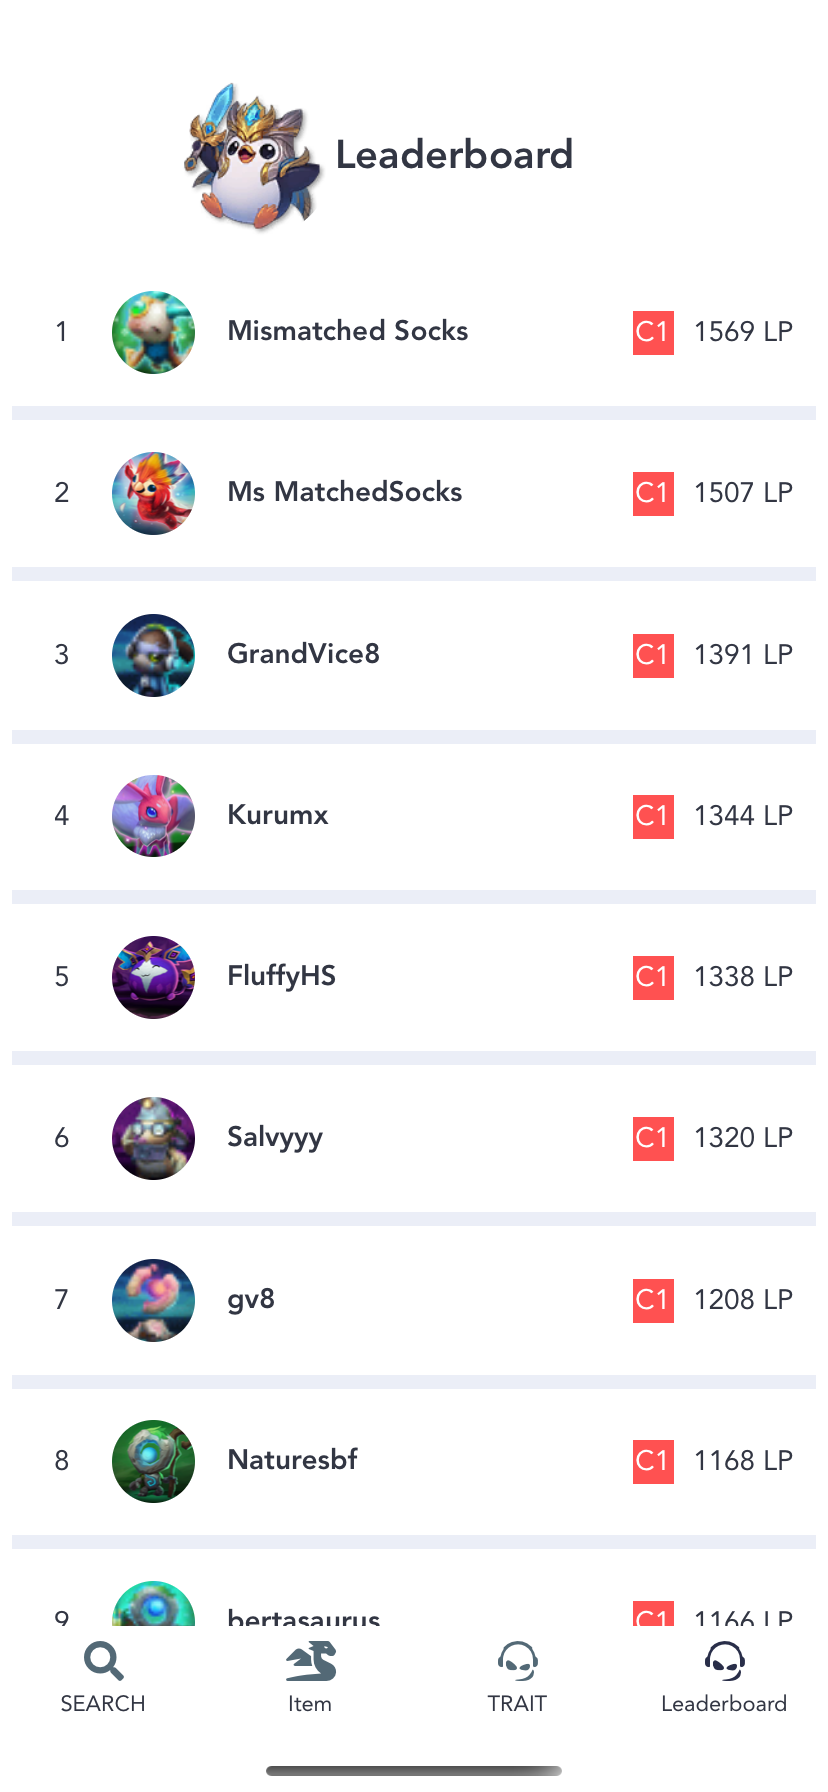 Leaderboard
1 Mismatched Socks C1 1569 LP
2 Ms MatchedSocks C1 1507 LP
3 GrandVice8 C1 1391 LP
4 Kurumx C1 1344 LP
5 FluffyHS C1 1338 LP
6 Salvyyy C1 1320 LP
7 gv8 C1 1208 LP
8 Naturesbf C1 1168 LP
9 bertasaurus C1 1166 LP
SEARCH Item TRAIT Leaderboard